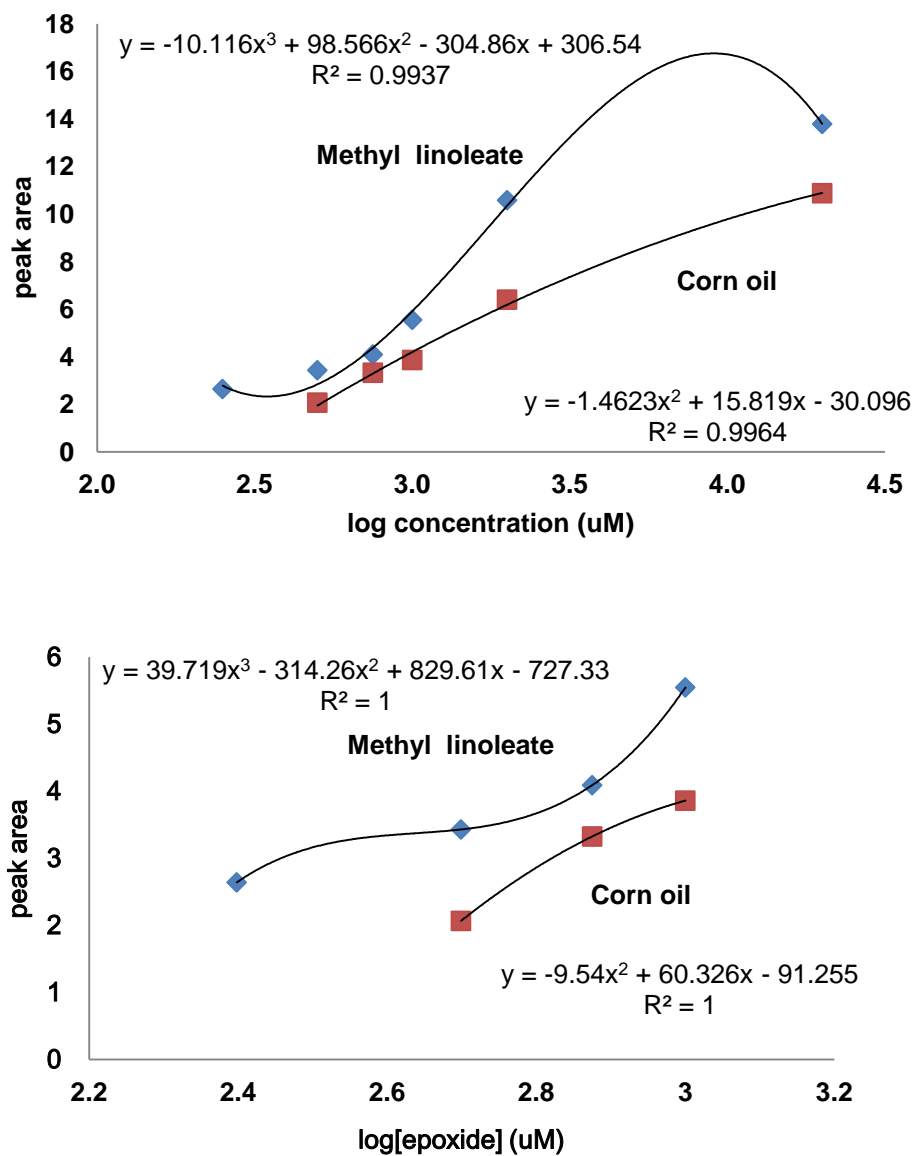 18
16
14
12
10
8
6
4
2
0
peak area
y = -10.116x³ + 98.566x² - 304.86x + 306.54
R² = 0.9937
Methyl linoleate
Corn oil
y = -1.4623x² + 15.819x - 30.096
R² = 0.9964
2.0 2.5 3.0 3.5 4.0 4.5
log concentration (uM)
6
5
4
3
2
1
0
peak area
y = 39.719x³ - 314.26x² + 829.61x - 727.33
R² = 1
Methyl linoleate
Corn oil
y = -9.54x² + 60.326x - 91.255
R² = 1
2.2 2.4 2.6 2.8 3 3.2
log[epoxide] (uM)